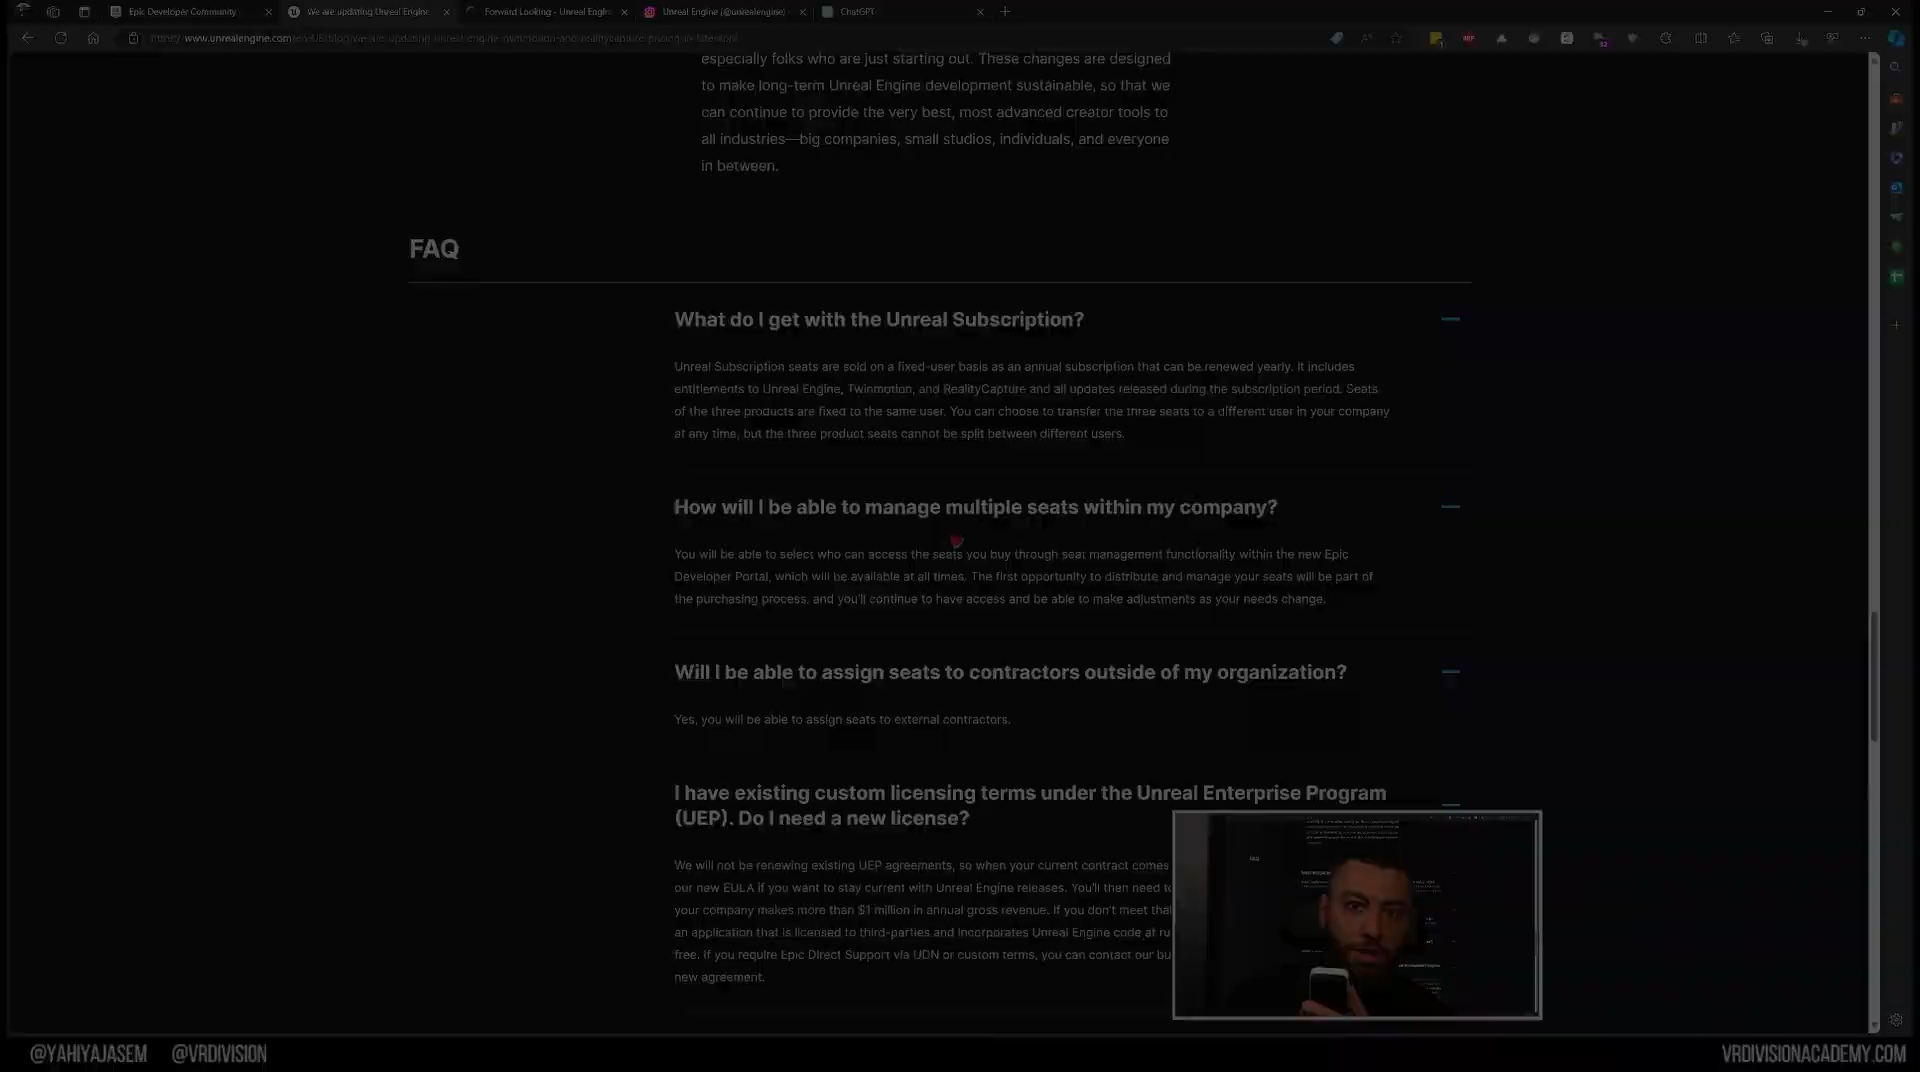 Epic Developer Community
We are updating Unreal Engine
Forward Looking - Unreal Engin
Unreal Engine (@unrealengine)
ChatGPT
www.unrealengine.com
especially folks who are just starting out. These changes are designed
to make long-term Unreal Engine development sustainable, so that we
can continue to provide the very best, most advanced creator tools to
all industries—big companies, small studios, individuals, and everyone
in between.
FAQ
What do I get with the Unreal Subscription?
Unreal Subscription seats are sold on a fixed-user basis as an annual subscription that can be renewed yearly. It includes
entitlements to Unreal Engine, Twinmotion, and RealityCapture and all updates released during the subscription period. Seats
of the three products are fixed to the same user. You can choose to transfer the three seats to a different user in your company
at any time, but the three product seats cannot be split between different users.
How will I be able to manage multiple seats within my company?
You will be able to select who can access the seats you buy through seat management functionality within the new Epic
Developer Portal, which will be available at all times. The first opportunity to distribute and manage your seats will be part of
the purchasing process, and you'll continue to have access and be able to make adjustments as your needs change.
Will I be able to assign seats to contractors outside of my organization?
Yes, you will be able to assign seats to external contractors.
I have existing custom licensing terms under the Unreal Enterprise Program
(UEP). Do I need a new license?
We will not be renewing existing UEP agreements, so when your current contract comes
our new EULA if you want to stay current with Unreal Engine releases. You'll then need to
your company makes more than $1 million in annual gross revenue. If you don't meet that
an application that is licensed to third-parties and incorporates Unreal Engine code at ru
free. If you require Epic Direct Support via UDN or custom terms, you can contact our bu
new agreement.
@YAHIYAJASEM @VRDIVISION
VRDIVISIONACADEMY.COM